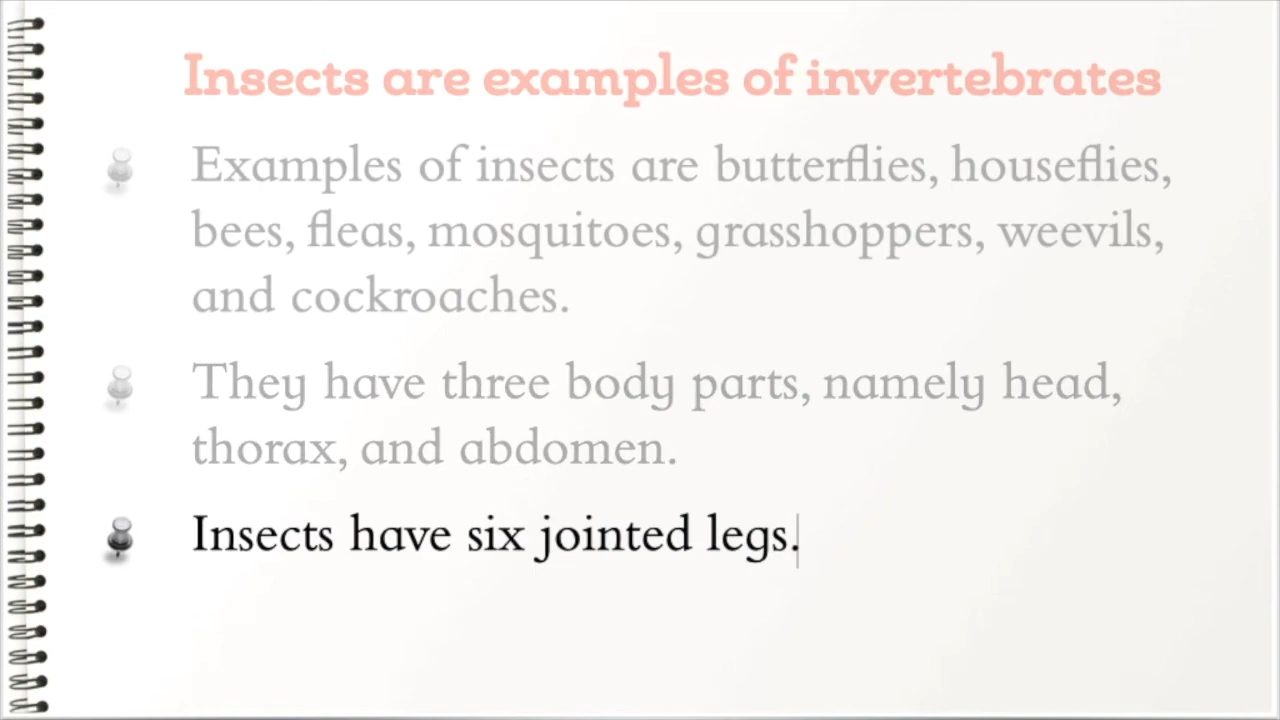 Insects are examples of invertebrates
Examples of insects are butterflies, houseflies,
bees, fleas, mosquitoes, grasshoppers, weevils,
and cockroaches.
They have three body parts, namely head,
thorax, and abdomen.
Insects have six jointed legs.